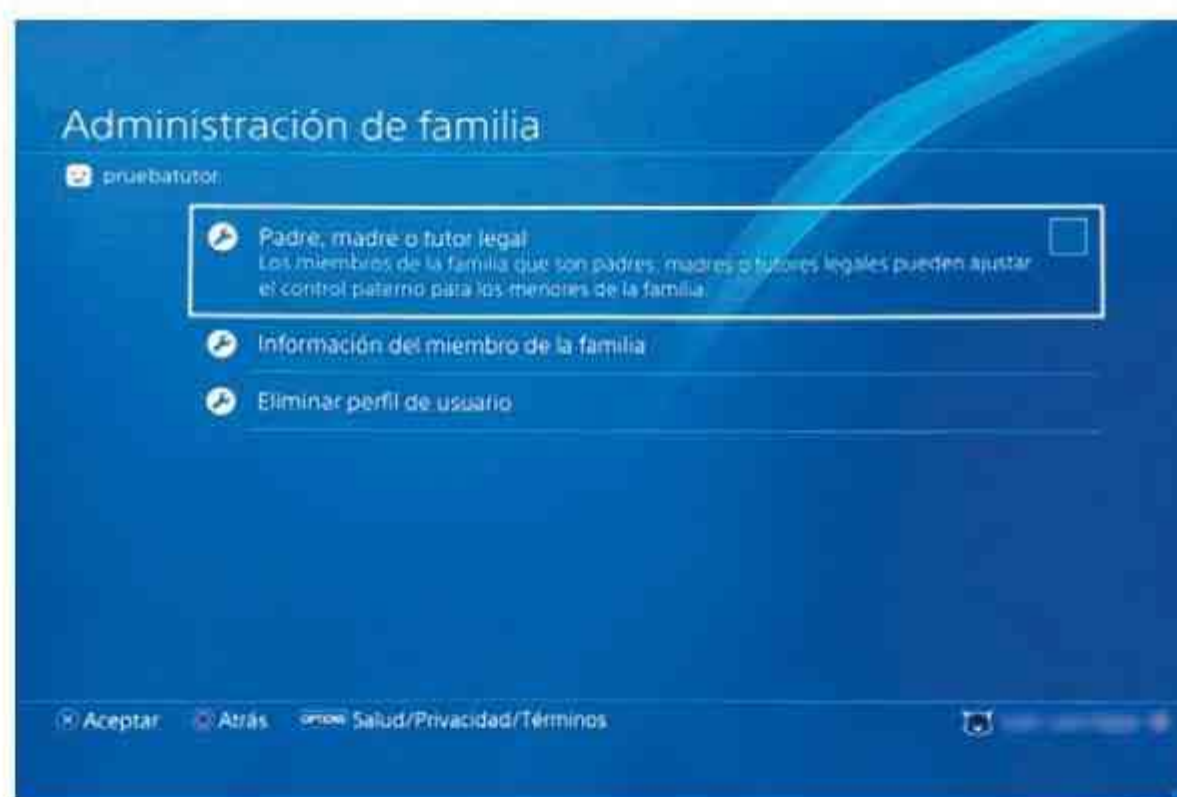 Administración de familia
pruebatutor
Padre, madre o tutor legal
Los miembros de la familia que son padres, madres o tutores legales pueden ajustar
el control paterno para los menores de la familia.
Información del miembro de la familia
Eliminar perfil de usuario
Aceptar Atrás OPTIONS Salud/Privacidad/Términos